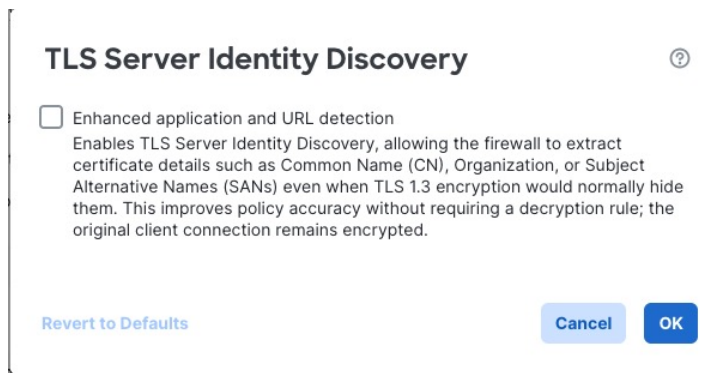 TLS Server Identity Discovery
Enhanced application and URL detection
Enables TLS Server Identity Discovery, allowing the firewall to extract
certificate details such as Common Name (CN), Organization, or Subject
Alternative Names (SANs) even when TLS 1.3 encryption would normally hide
them. This improves policy accuracy without requiring a decryption rule; the
original client connection remains encrypted.
Revert to Defaults
Cancel
OK